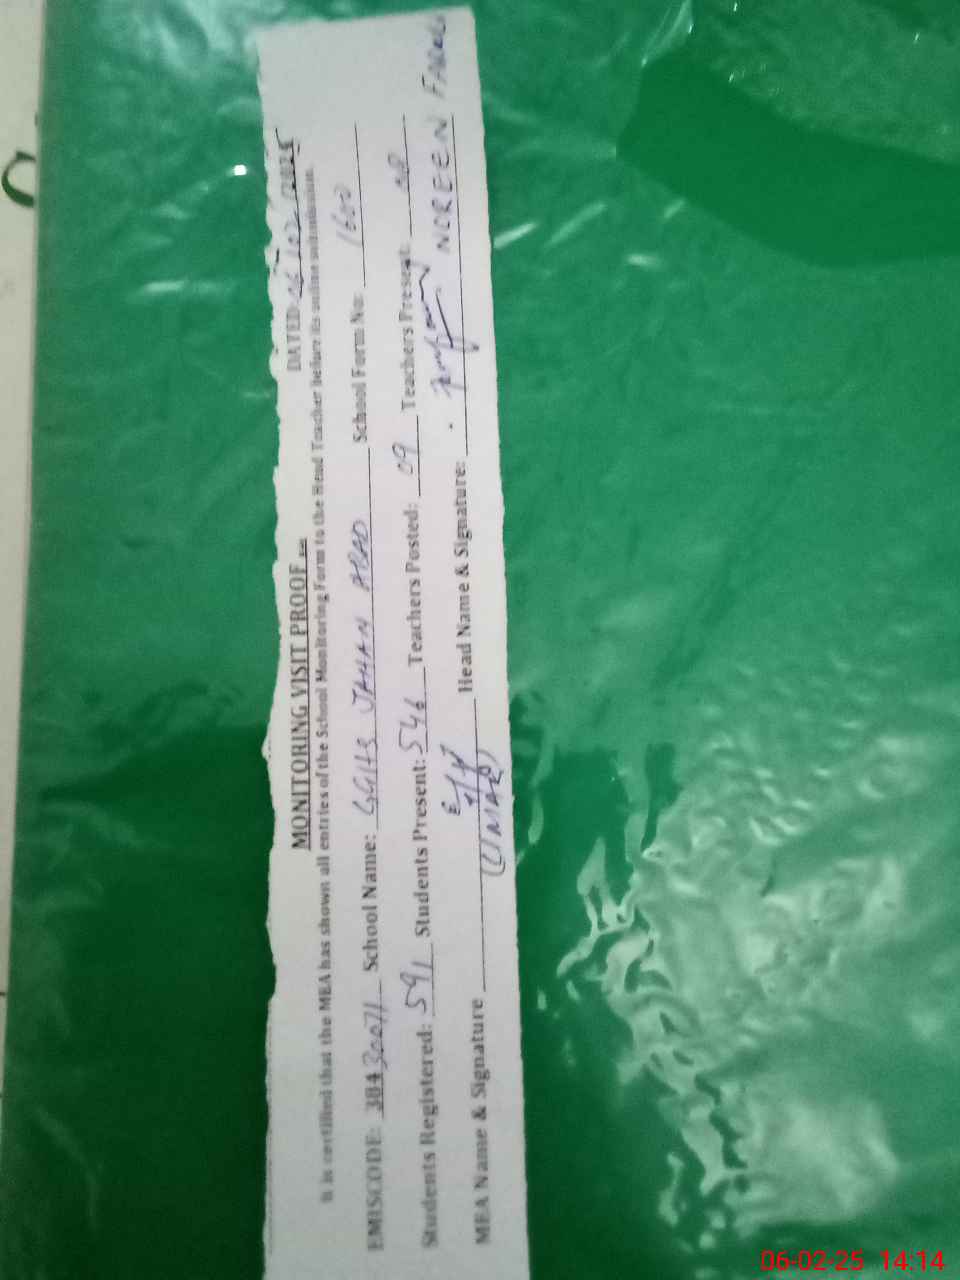 MONITORING VISIT PROOF
DATED: 06/02/2025
It is certified that the MEA has shown all entries of the School Monitoring Form to the Head Teacher before its online submission.
EMISCODE: 38430071 School Name: GGHS JAHAN ABAD School Form No: 1600
Students Registered: 591 Students Present: 546 Teachers Posted: 09 Teachers Present: 08
MEA Name & Signature (UMAR) Head Name & Signature: NOREEN
06-02-25 14:14